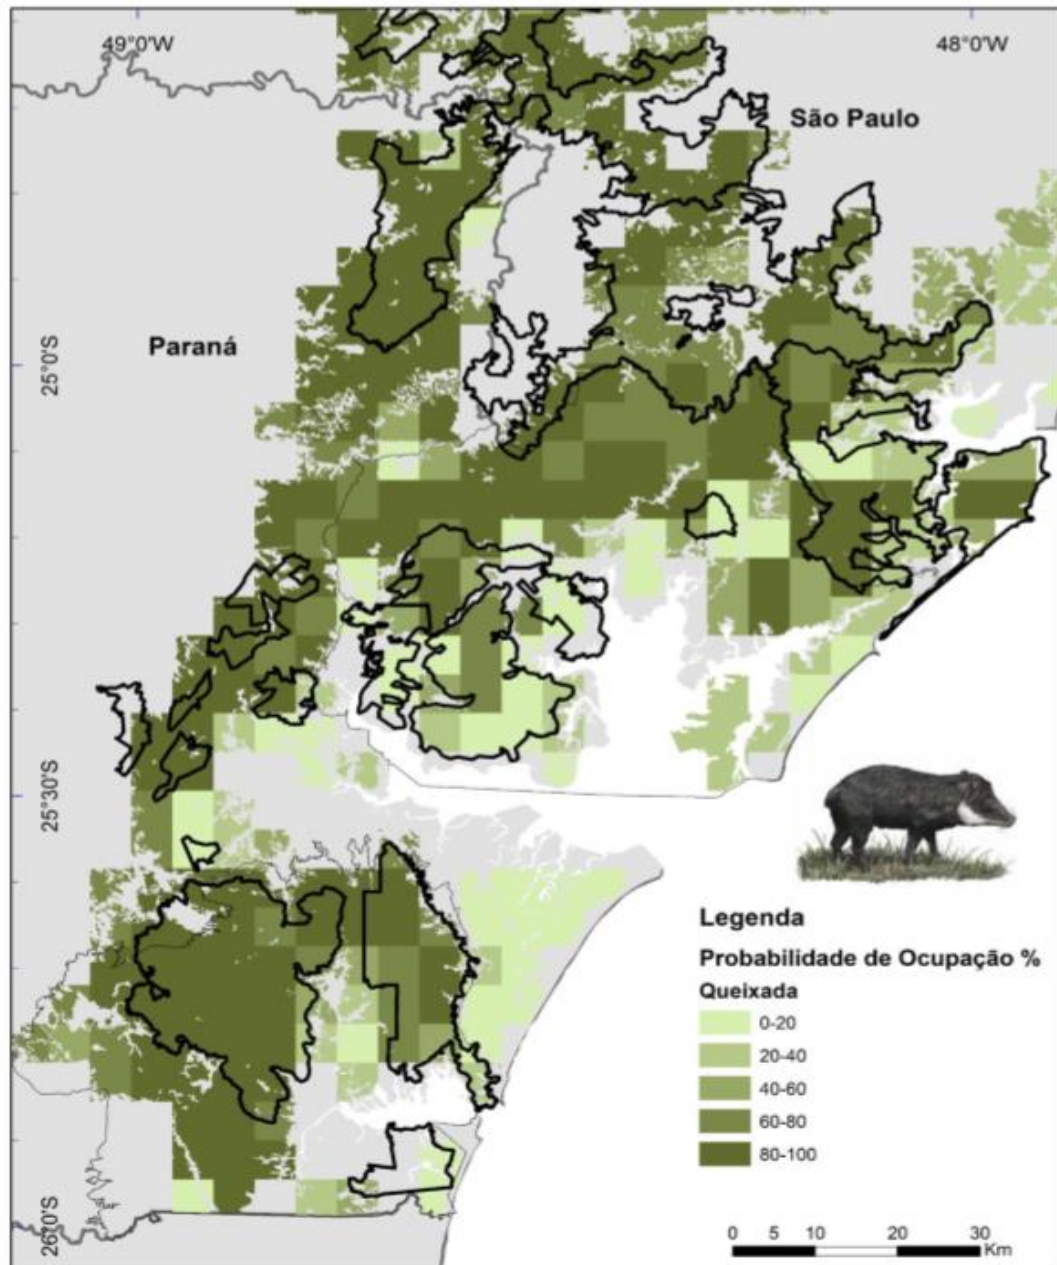 49°0'W
48°0'W
São Paulo
Paraná
25°0'S
25°30'S
26°0'S
Legenda
Probabilidade de Ocupação %
Queixada
0-20
20-40
40-60
60-80
80-100
0 5 10 20 30
Km